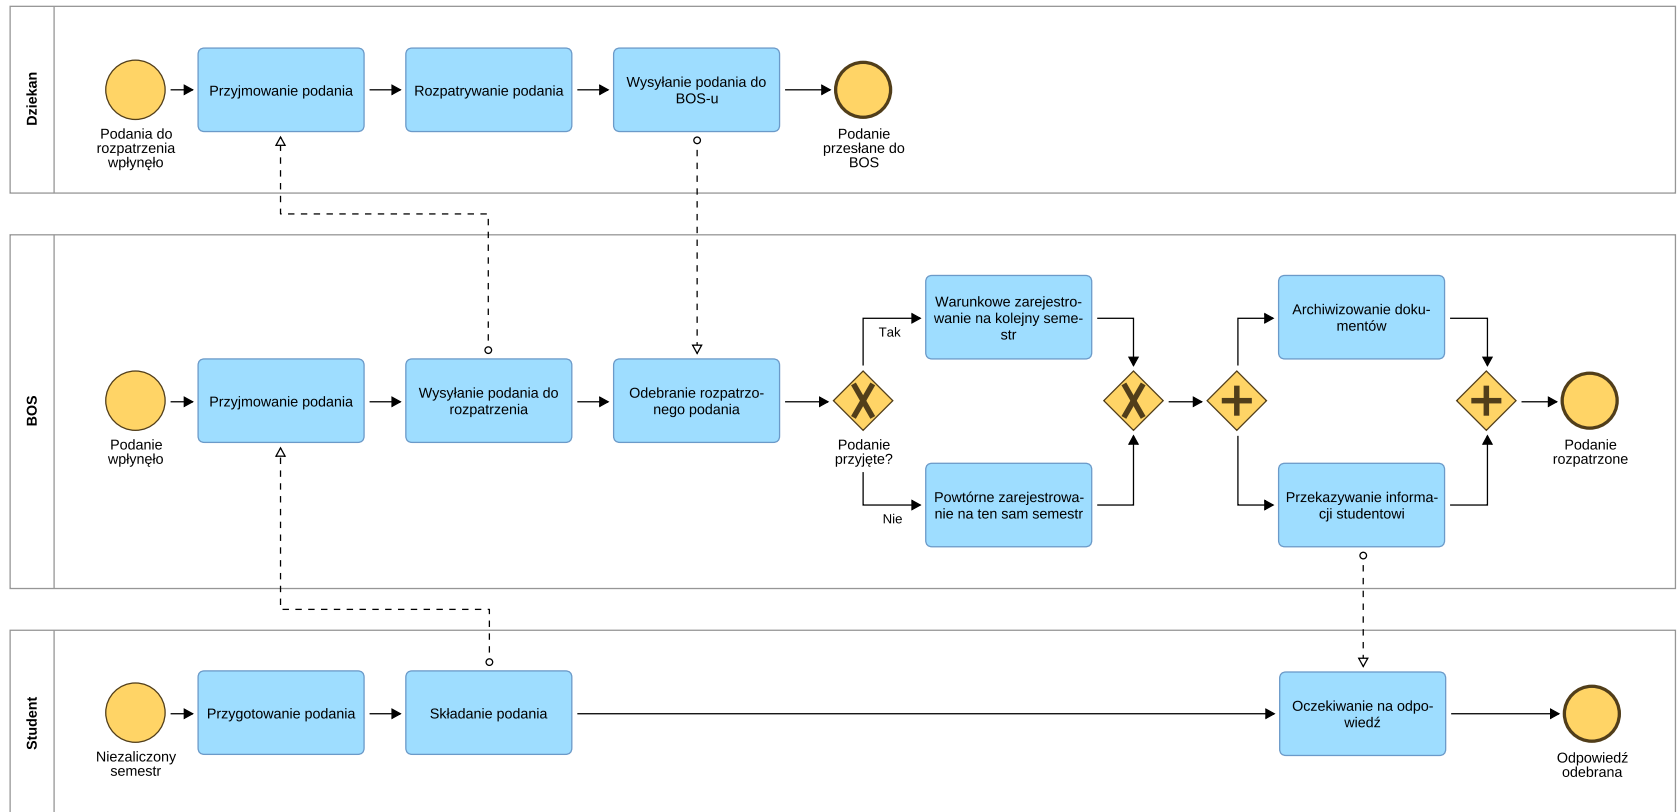 Dziekan
Przyjmowanie podania
Rozpatrywanie podania
Wysyłanie podania do
BOS-u
Podania do
rozpatrzenia
wpłynęło
Podanie
przesłane do
BOS
BOS
Przyjmowanie podania
Wysyłanie podania do
rozpatrzenia
Odebranie rozpatrzo-
nego podania
Podanie
wpłynęło
Podanie
przyjęte?
Tak
Nie
Warunkowe zarejestro-
wanie na kolejny seme-
str
Powtórne zarejestrowa-
nie na ten sam semestr
Archiwizowanie doku-
mentów
Przekazywanie informa-
cji studentowi
Podanie
rozpatrzone
Student
Przygotowanie podania
Składanie podania
Oczekiwanie na odpo-
wiedź
Niezaliczony
semestr
Odpowiedź
odebrana